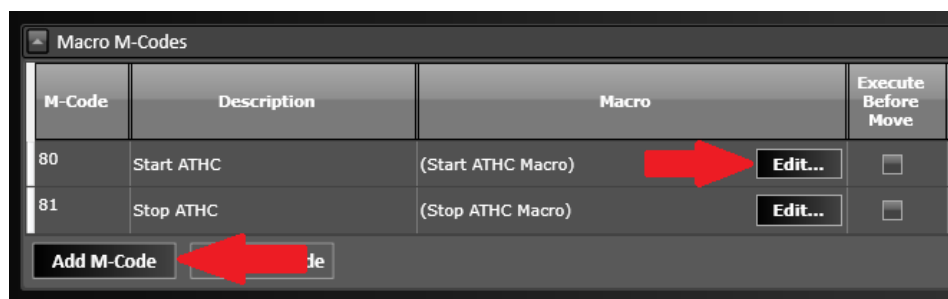 Macro M-Codes
M-Code Description Macro Execute Before Move
80 Start ATHC (Start ATHC Macro) Edit...
81 Stop ATHC (Stop ATHC Macro) Edit...
Add M-Code